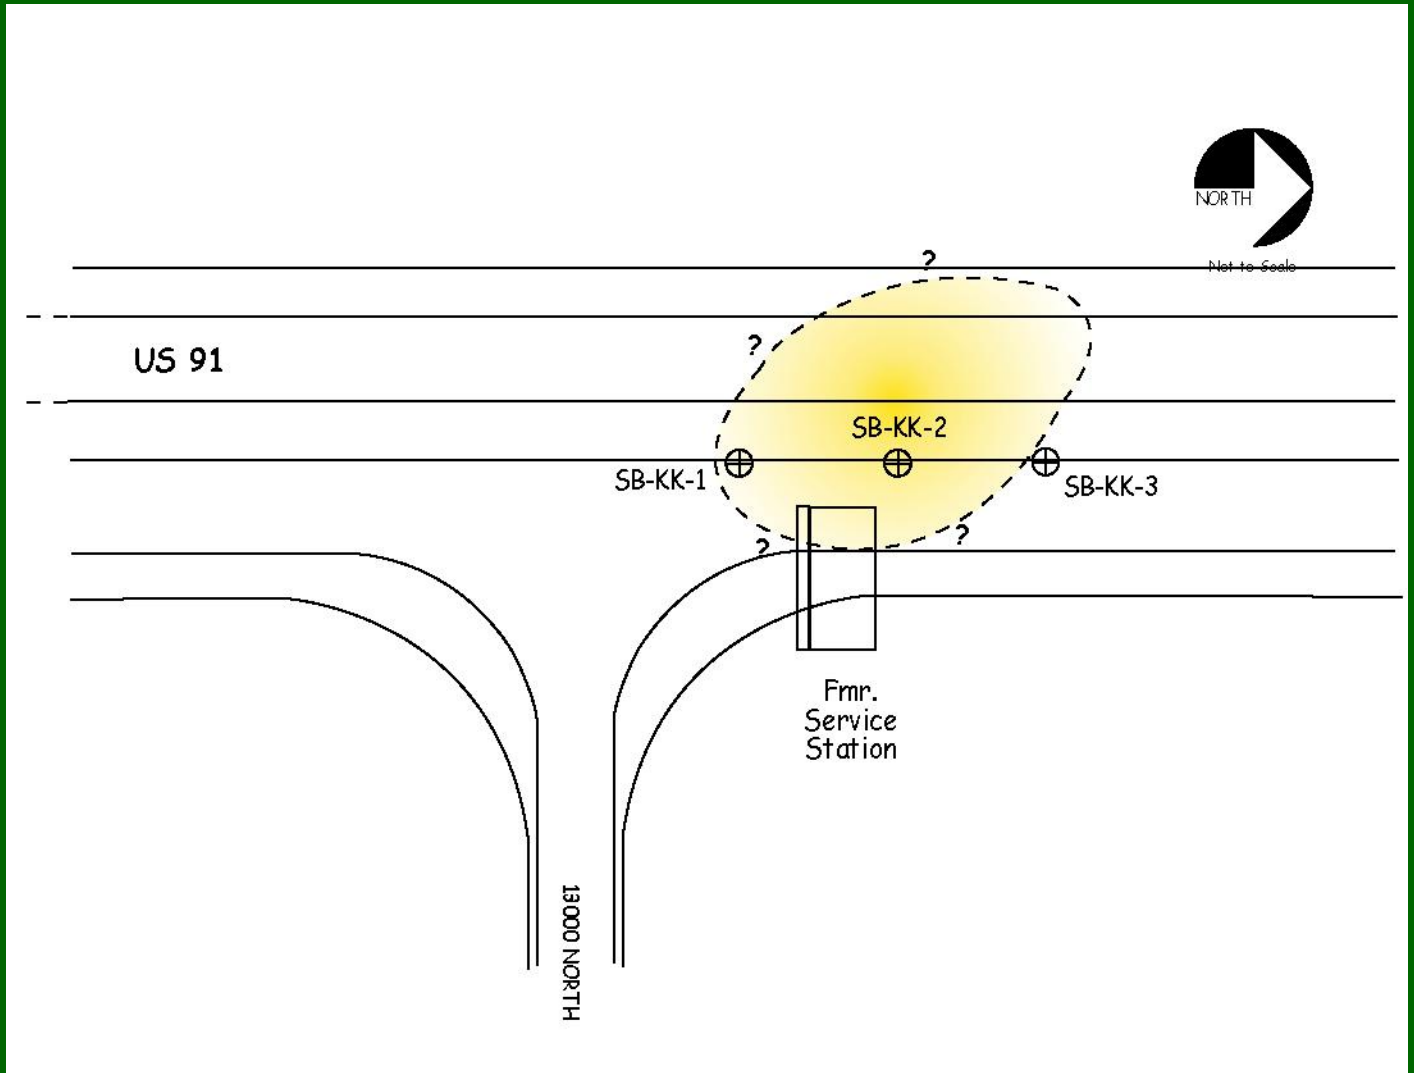 NORTH
Not to Scale
?
?
US 91
SB-KK-2
SB-KK-1
SB-KK-3
?
?
Fmr.
Service
Station
13000 NORTH